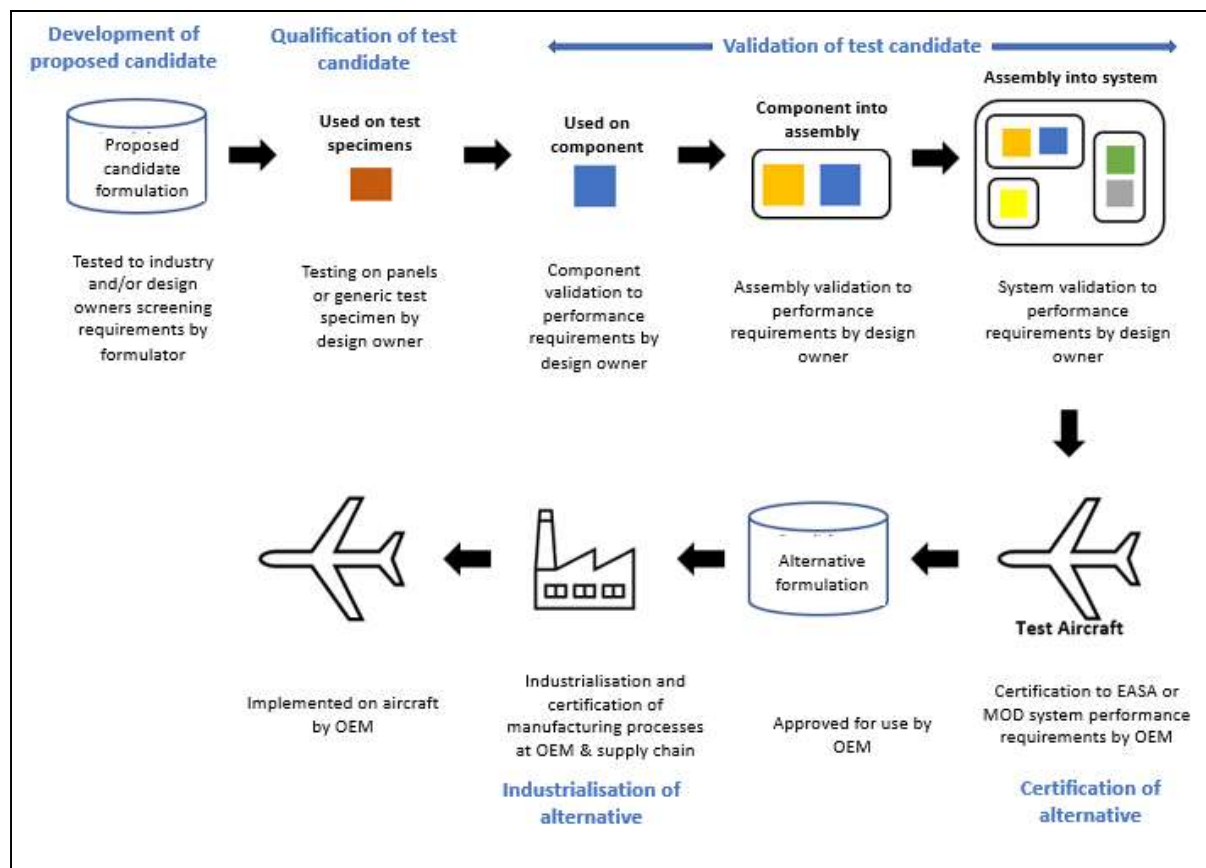 Development of
proposed candidate
Qualification of test
candidate
Validation of test candidate
Proposed
candidate
formulation
Used on test
specimens
Used on
component
Component into
assembly
Assembly into system
Tested to industry
and/or design
owners screening
requirements by
formulator
Testing on panels
or generic test
specimen by
design owner
Component
validation to
performance
requirements by
design owner
Assembly validation to
performance
requirements by design
owner
System validation to
performance
requirements by design
owner
Alternative
formulation
Test Aircraft
Implemented on aircraft
by OEM
Industrialisation and
certification of
manufacturing processes
at OEM & supply chain
Approved for use by
OEM
Certification to EASA or
MOD system performance
requirements by OEM
Industrialisation of
alternative
Certification of
alternative